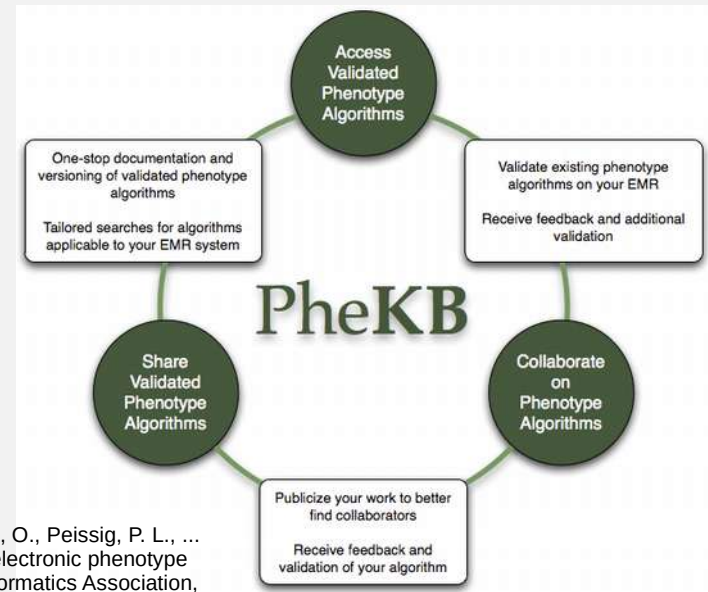 Access
Validated
Phenotype
Algorithms
One-stop documentation and
versioning of validated phenotype
algorithms
Tailored searches for algorithms
applicable to your EMR system
Validate existing phenotype
algorithms on your EMR
Receive feedback and additional
validation
PheKB
Share
Validated
Phenotype
Algorithms
Collaborate
on
Phenotype
Algorithms
Publicize your work to better
find collaborators
Receive feedback and
validation of your algorithm
, O., Peissig, P. L., ...
electronic phenotype
ormatics Association,